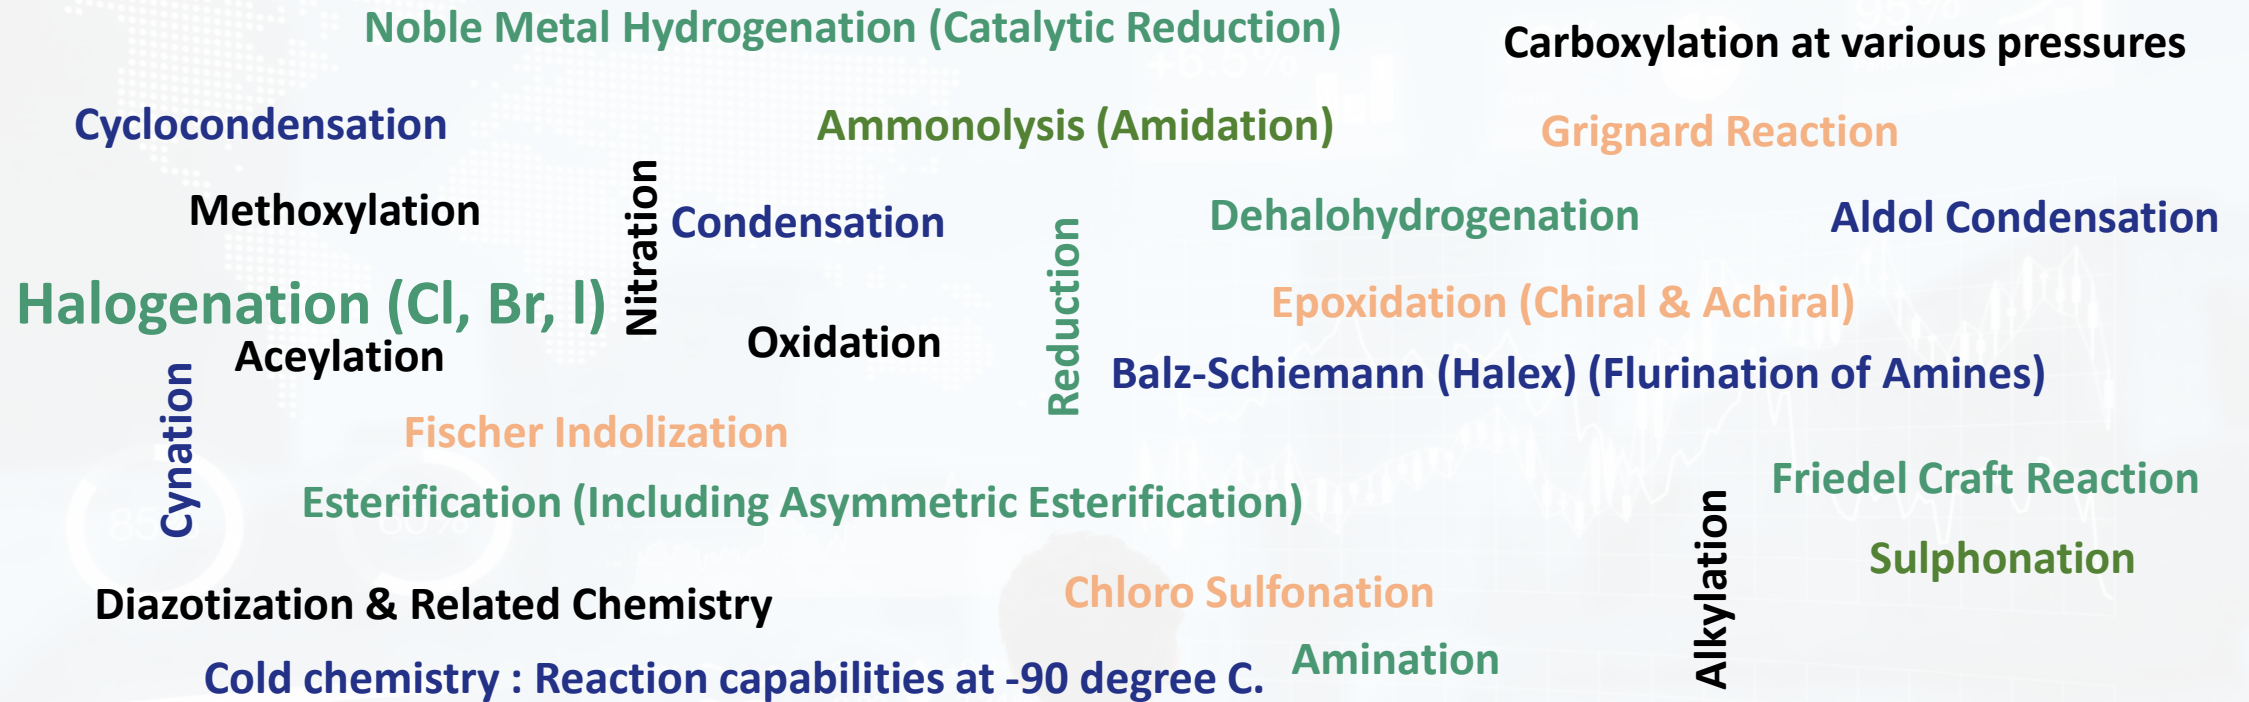 Noble Metal Hydrogenation (Catalytic Reduction)
Carboxylation at various pressures
95%
+6.5%
Cyclocondensation
Ammonolysis (Amidation)
Grignard Reaction
Methoxylation
Nitration
Condensation
Reduction
Dehalohydrogenation
Aldol Condensation
Halogenation (Cl, Br, I)
Oxidation
Epoxidation (Chiral & Achiral)
Aceylation
Balz-Schiemann (Halex) (Flurination of Amines)
Cynation
Fischer Indolization
Esterification (Including Asymmetric Esterification)
Friedel Craft Reaction
Alkylation
Sulphonation
Diazotization & Related Chemistry
Chloro Sulfonation
Amination
Cold chemistry : Reaction capabilities at -90 degree C.